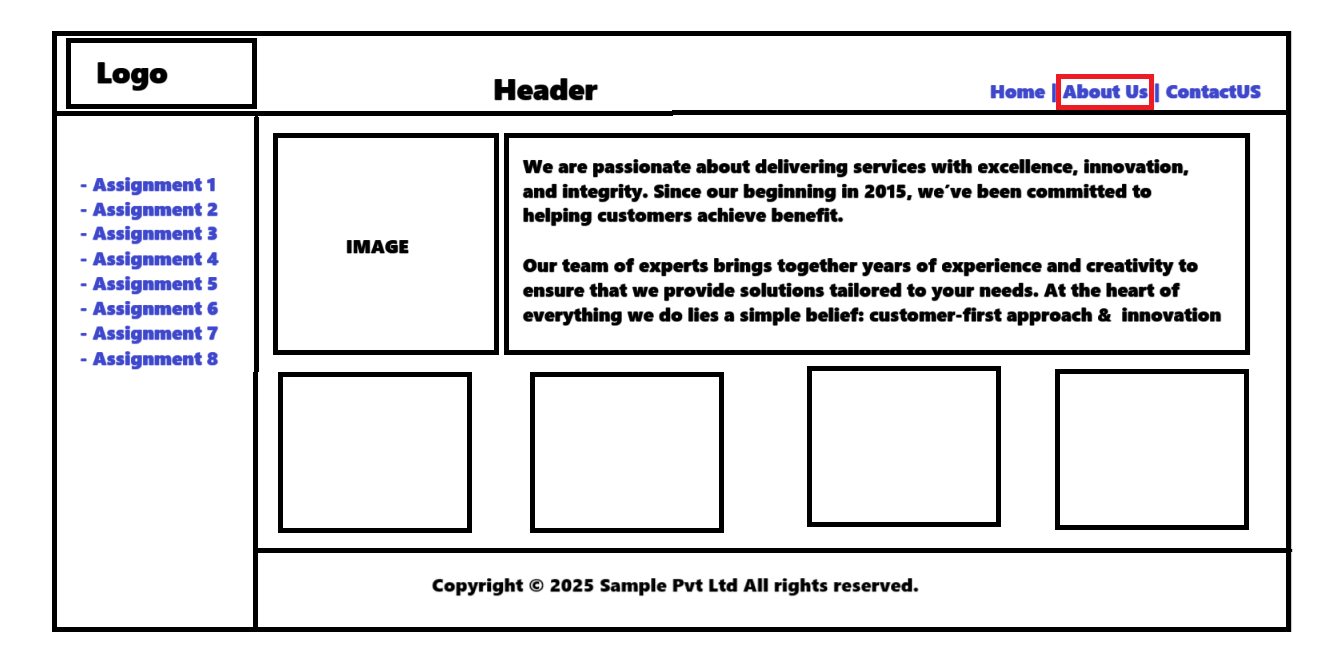 Logo
Header
Home | About Us | ContactUS
- Assignment 1
- Assignment 2
- Assignment 3
- Assignment 4
- Assignment 5
- Assignment 6
- Assignment 7
- Assignment 8
IMAGE
We are passionate about delivering services with excellence, innovation,
and integrity. Since our beginning in 2015, we´ve been committed to
helping customers achieve benefit.
Our team of experts brings together years of experience and creativity to
ensure that we provide solutions tailored to your needs. At the heart of
everything we do lies a simple belief: customer-first approach &  innovation
Copyright © 2025 Sample Pvt Ltd All rights reserved.